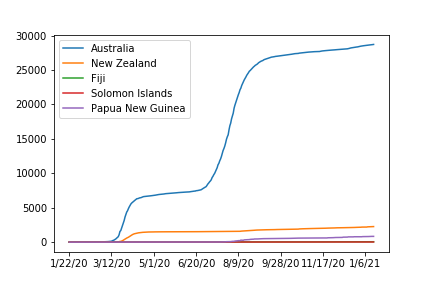 30000
25000
20000
15000
10000
5000
0
Australia
New Zealand
Fiji
Solomon Islands
Papua New Guinea
1/22/20 3/12/20 5/1/20 6/20/20 8/9/20 9/28/20 11/17/20 1/6/21